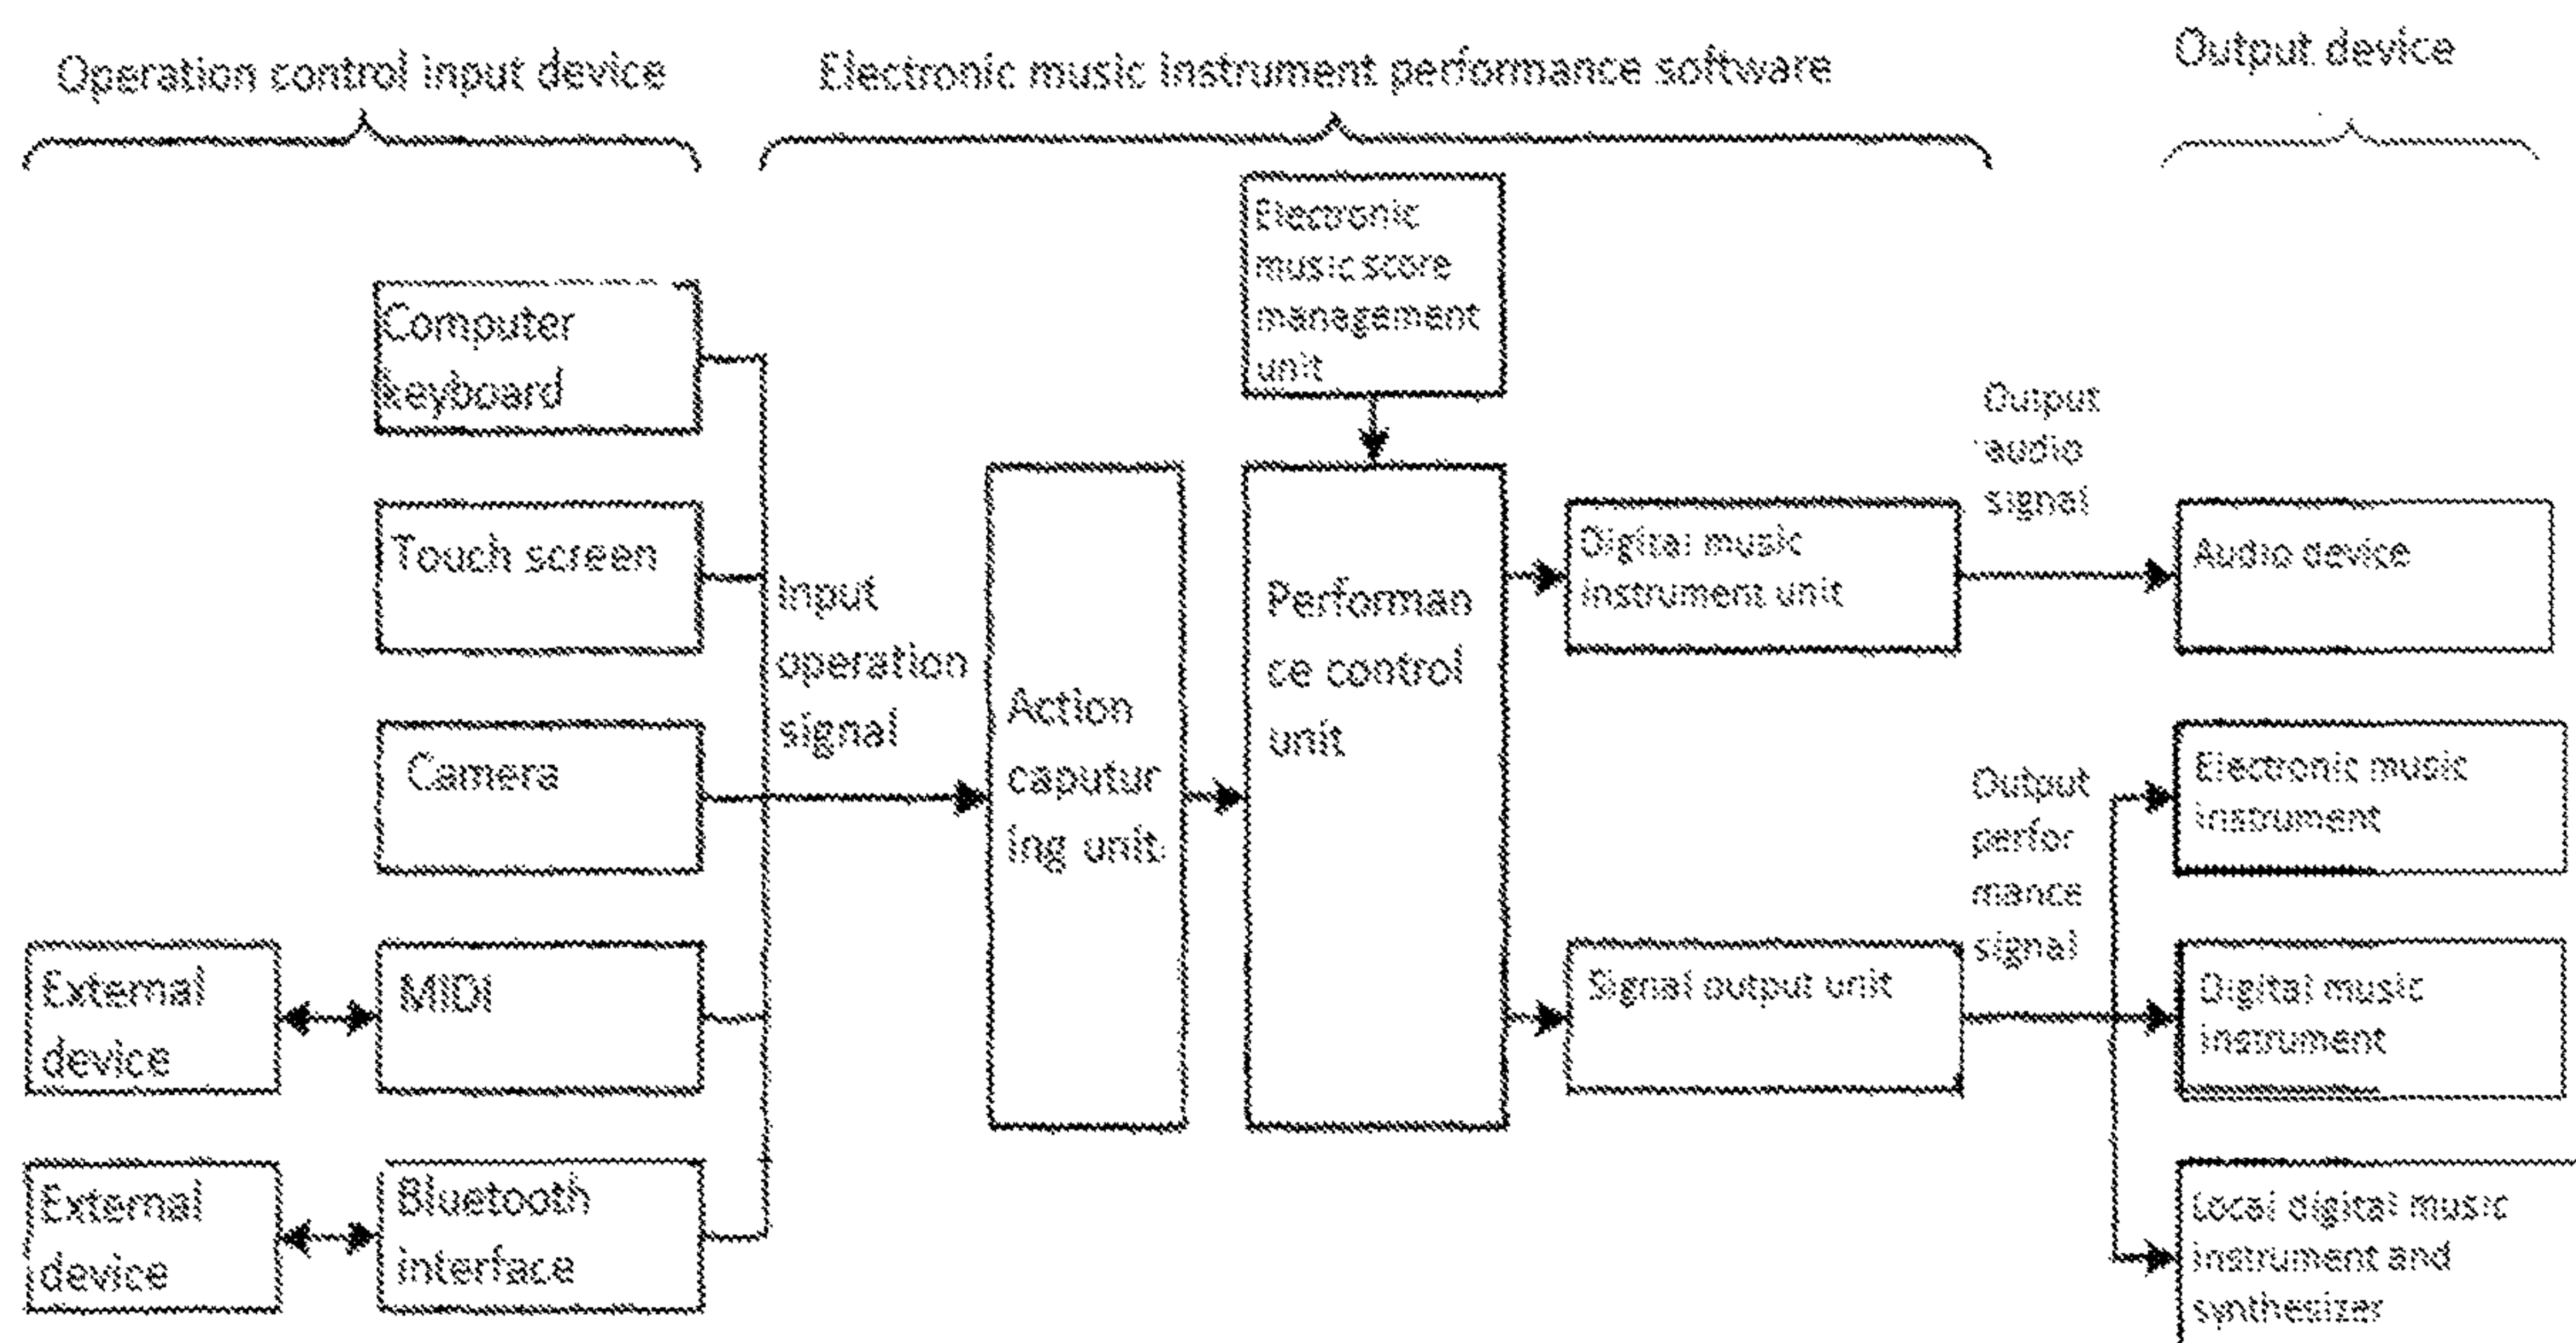 Operation control input device
Electronic music instrument performance software
Output device
Computer
keyboard
Touch screen
Camera
External
device
MIDI
External
device
Bluetooth
interface
Input
operation
signal
Action
caputur
ing unit
Electronic
music score
management
unit
Performan
ce control
unit
Digital music
instrument unit
Signal output unit
Output
audio
signal
Output
perfor
mance
signal
Audio device
Electronic music
instrument
Digital music
instrument
Local digital music
instrument and
synthesizer